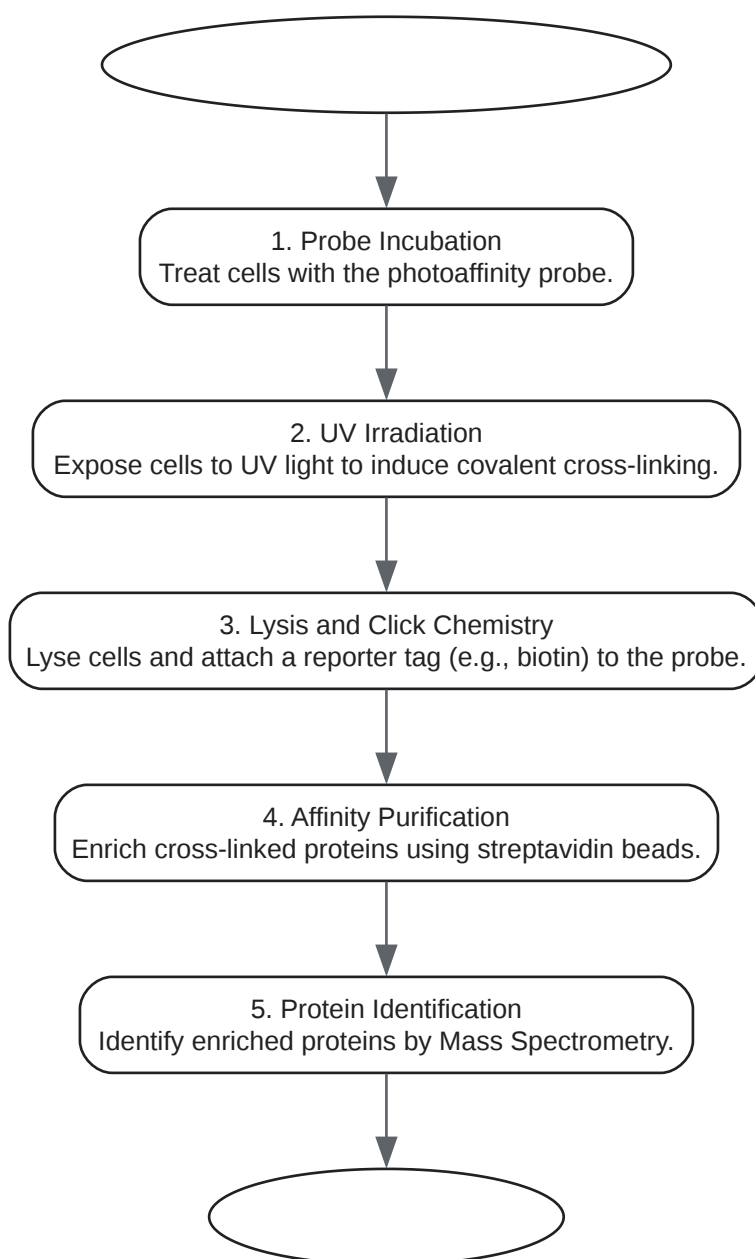 1. Probe Incubation
Treat cells with the photoaffinity probe.
2. UV Irradiation
Expose cells to UV light to induce covalent cross-linking.
3. Lysis and Click Chemistry
Lyse cells and attach a reporter tag (e.g., biotin) to the probe.
4. Affinity Purification
Enrich cross-linked proteins using streptavidin beads.
5. Protein Identification
Identify enriched proteins by Mass Spectrometry.